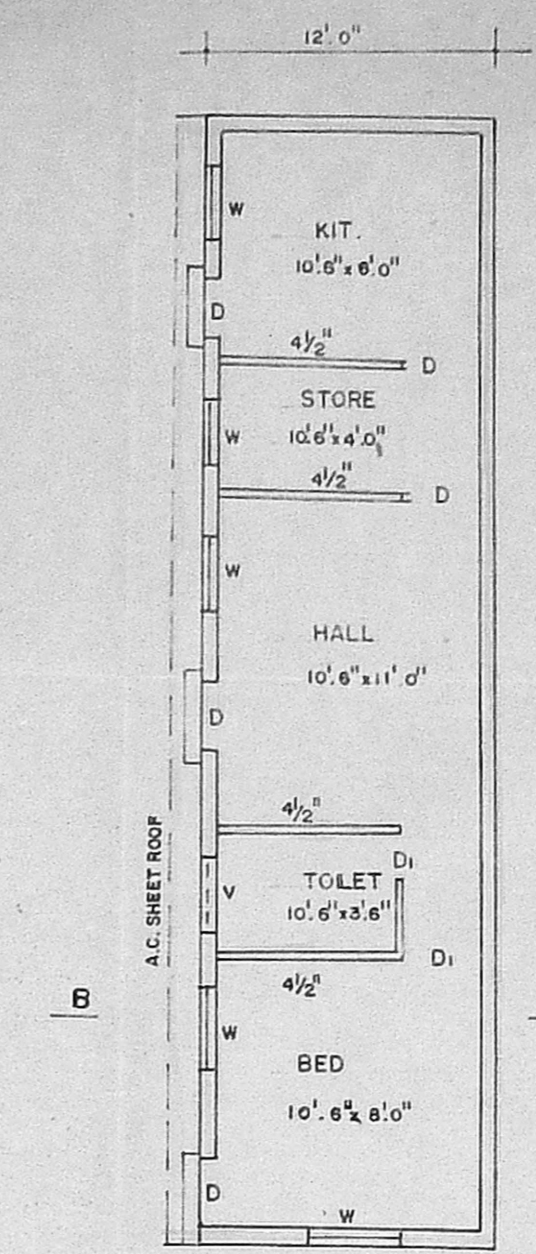 12'.0"
W
KIT.
10'.6" x 6'.0"
D
4½"
D
STORE
W
10'.6" x 4'.0"
4½"
D
W
HALL
10'.6" x 11'.0"
D
4½"
D1
A.C. SHEET ROOF
V
TOILET
10'.6" x 3'.6"
D1
4½"
B
W
BED
10'.6" x 8'.0"
D
W